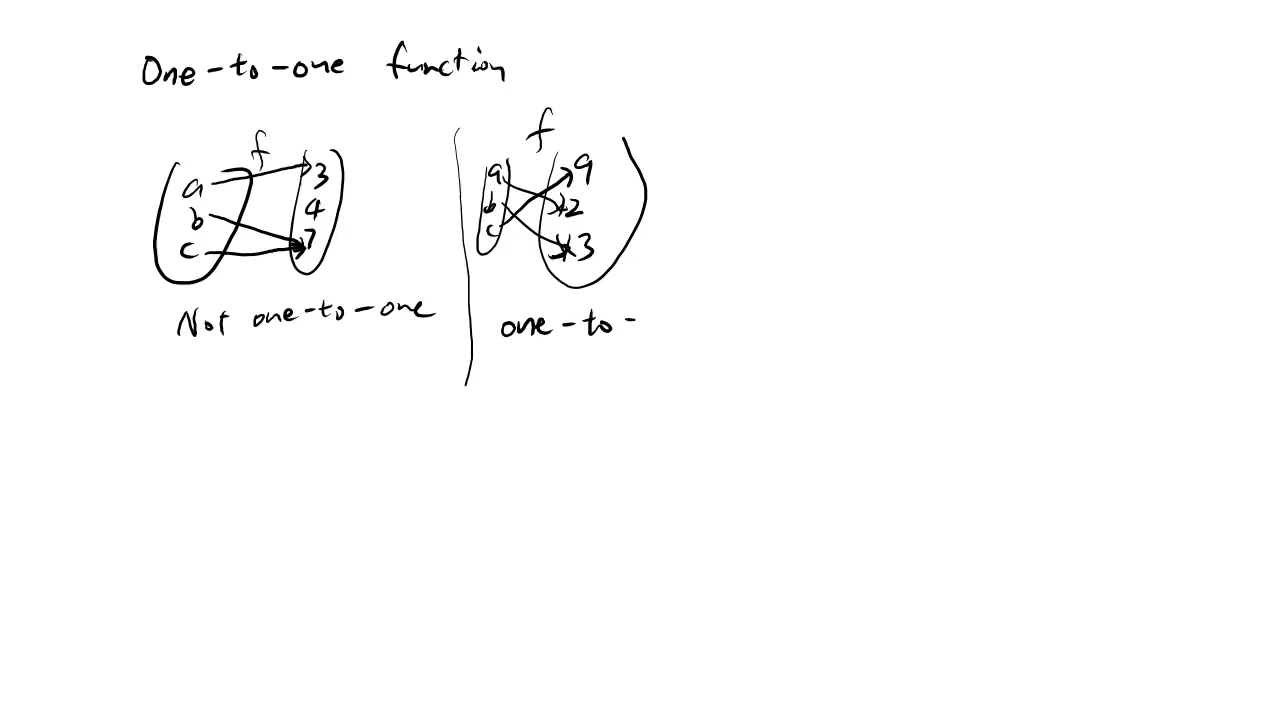 One-to-one function
f
a 3
b 4
c 7
Not one-to-one
f
a 9
b 2
c 3
one-to-